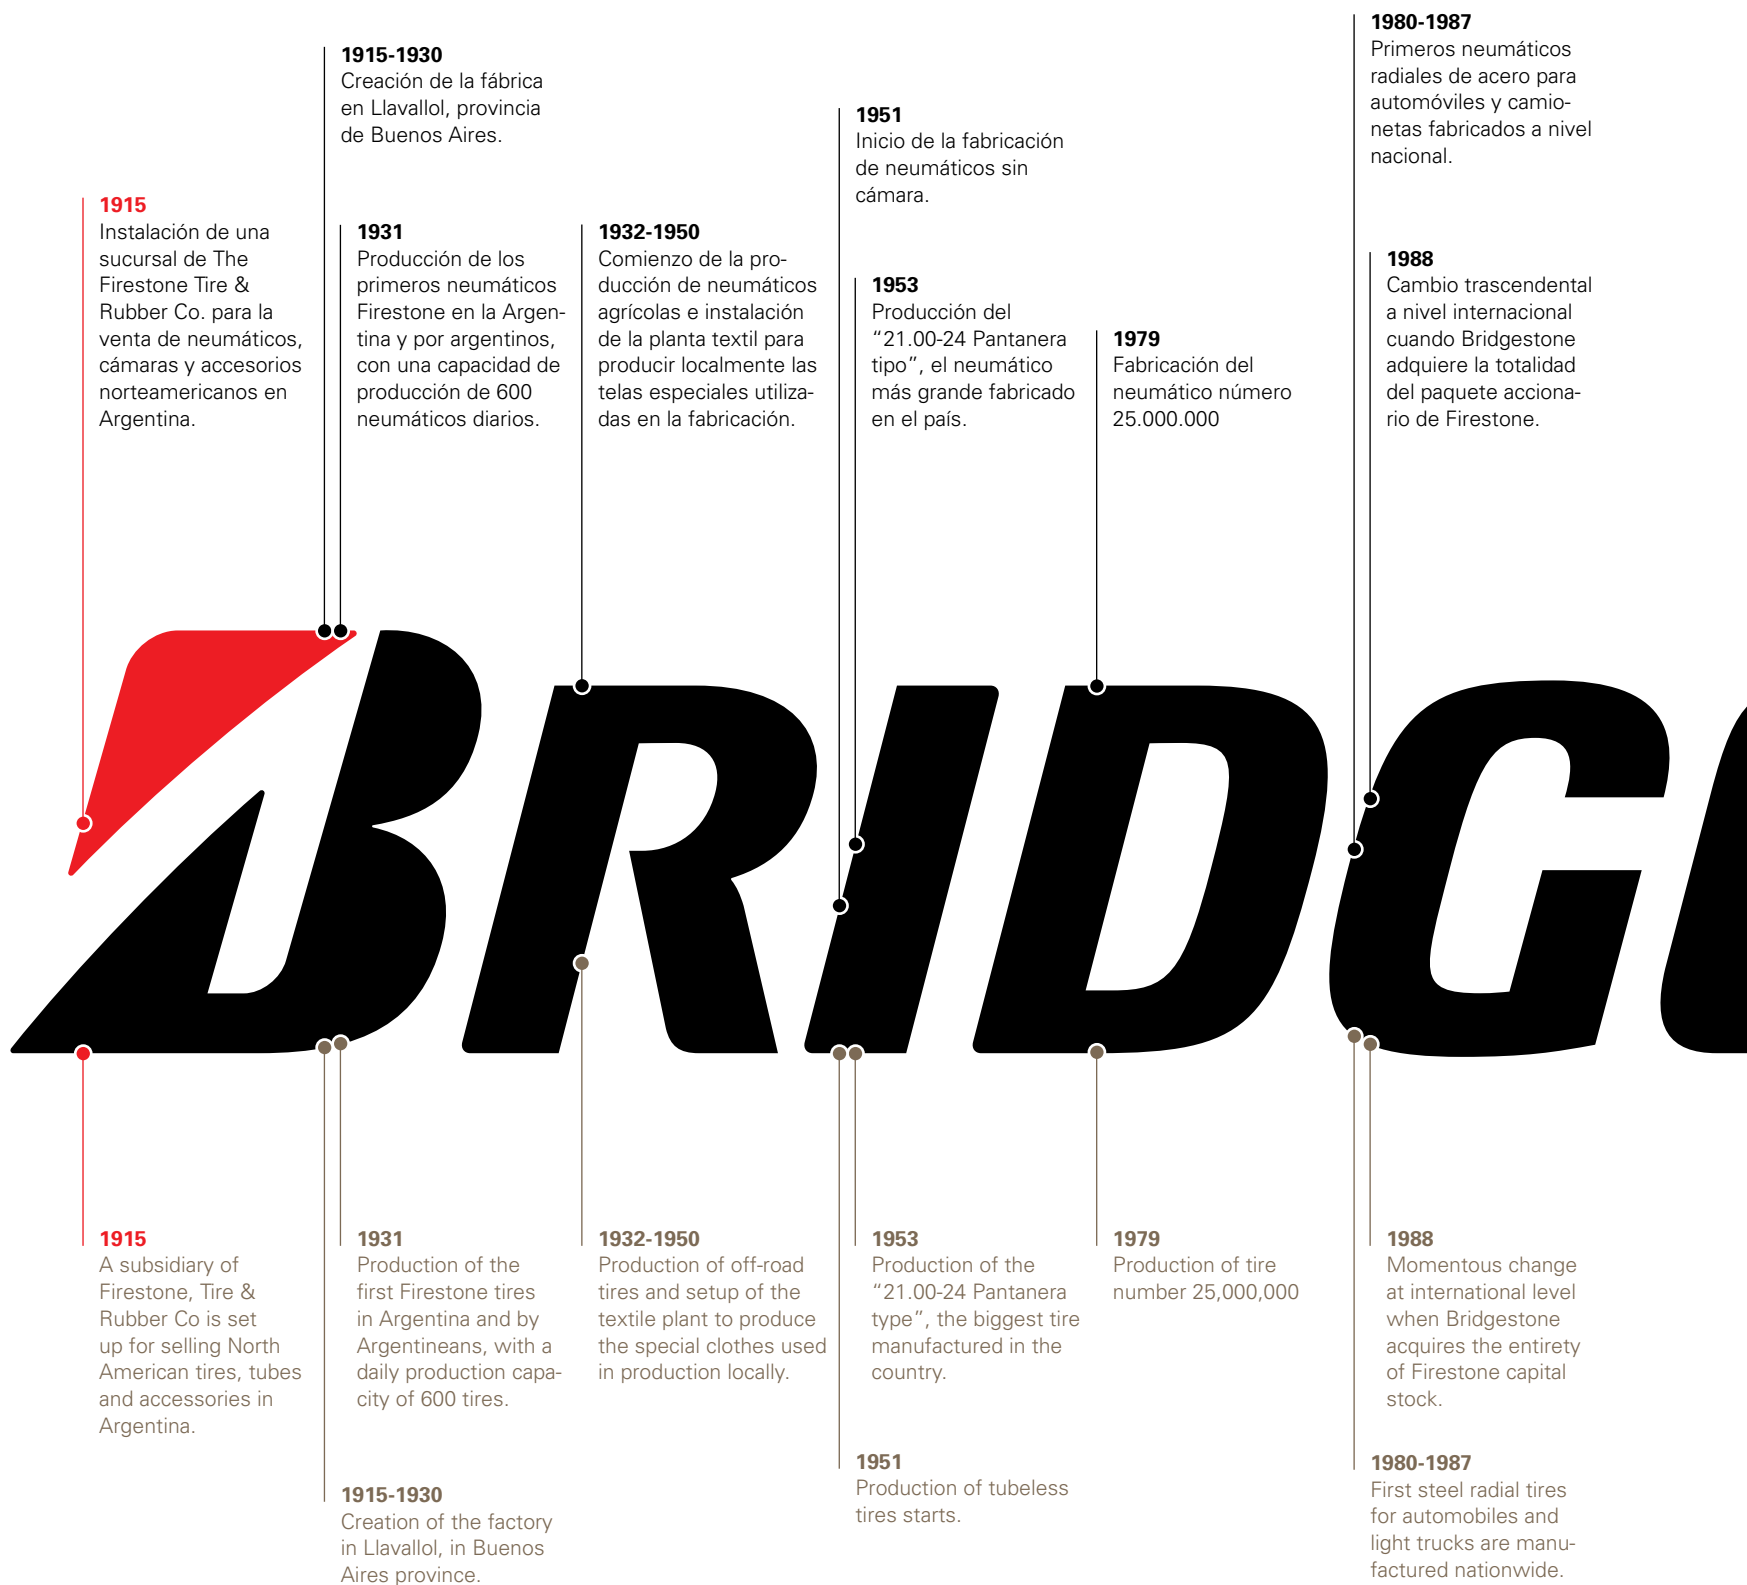 1915
Instalación de una
sucursal de The
Firestone Tire &
Rubber Co. para la
venta de neumáticos,
cámaras y accesorios
norteamericanos en
Argentina.
1915-1930
Creación de la fábrica
en Llavallol, provincia
de Buenos Aires.
1931
Producción de los
primeros neumáticos
Firestone en la Argen-
tina y por argentinos,
con una capacidad de
producción de 600
neumáticos diarios.
1932-1950
Comienzo de la pro-
ducción de neumáticos
agrícolas e instalación
de la planta textil para
producir localmente las
telas especiales utiliza-
das en la fabricación.
1951
Inicio de la fabricación
de neumáticos sin
cámara.
1953
Producción del
“21.00-24 Pantanera
tipo”, el neumático
más grande fabricado
en el país.
1979
Fabricación del
neumático número
25.000.000
1980-1987
Primeros neumáticos
radiales de acero para
automóviles y camio-
netas fabricados a nivel
nacional.
1988
Cambio trascendental
a nivel internacional
cuando Bridgestone
adquiere la totalidad
del paquete acciona-
rio de Firestone.
BRIDG
1915
A subsidiary of
Firestone, Tire &
Rubber Co is set
up for selling North
American tires, tubes
and accessories in
Argentina.
1915-1930
Creation of the factory
in Llavallol, in Buenos
Aires province.
1931
Production of the
first Firestone tires
in Argentina and by
Argentineans, with a
daily production capa-
city of 600 tires.
1932-1950
Production of off-road
tires and setup of the
textile plant to produce
the special clothes used
in production locally.
1951
Production of tubeless
tires starts.
1953
Production of the
“21.00-24 Pantanera
type”, the biggest tire
manufactured in the
country.
1979
Production of tire
number 25,000,000
1980-1987
First steel radial tires
for automobiles and
light trucks are manu-
factured nationwide.
1988
Momentous change
at international level
when Bridgestone
acquires the entirety
of Firestone capital
stock.